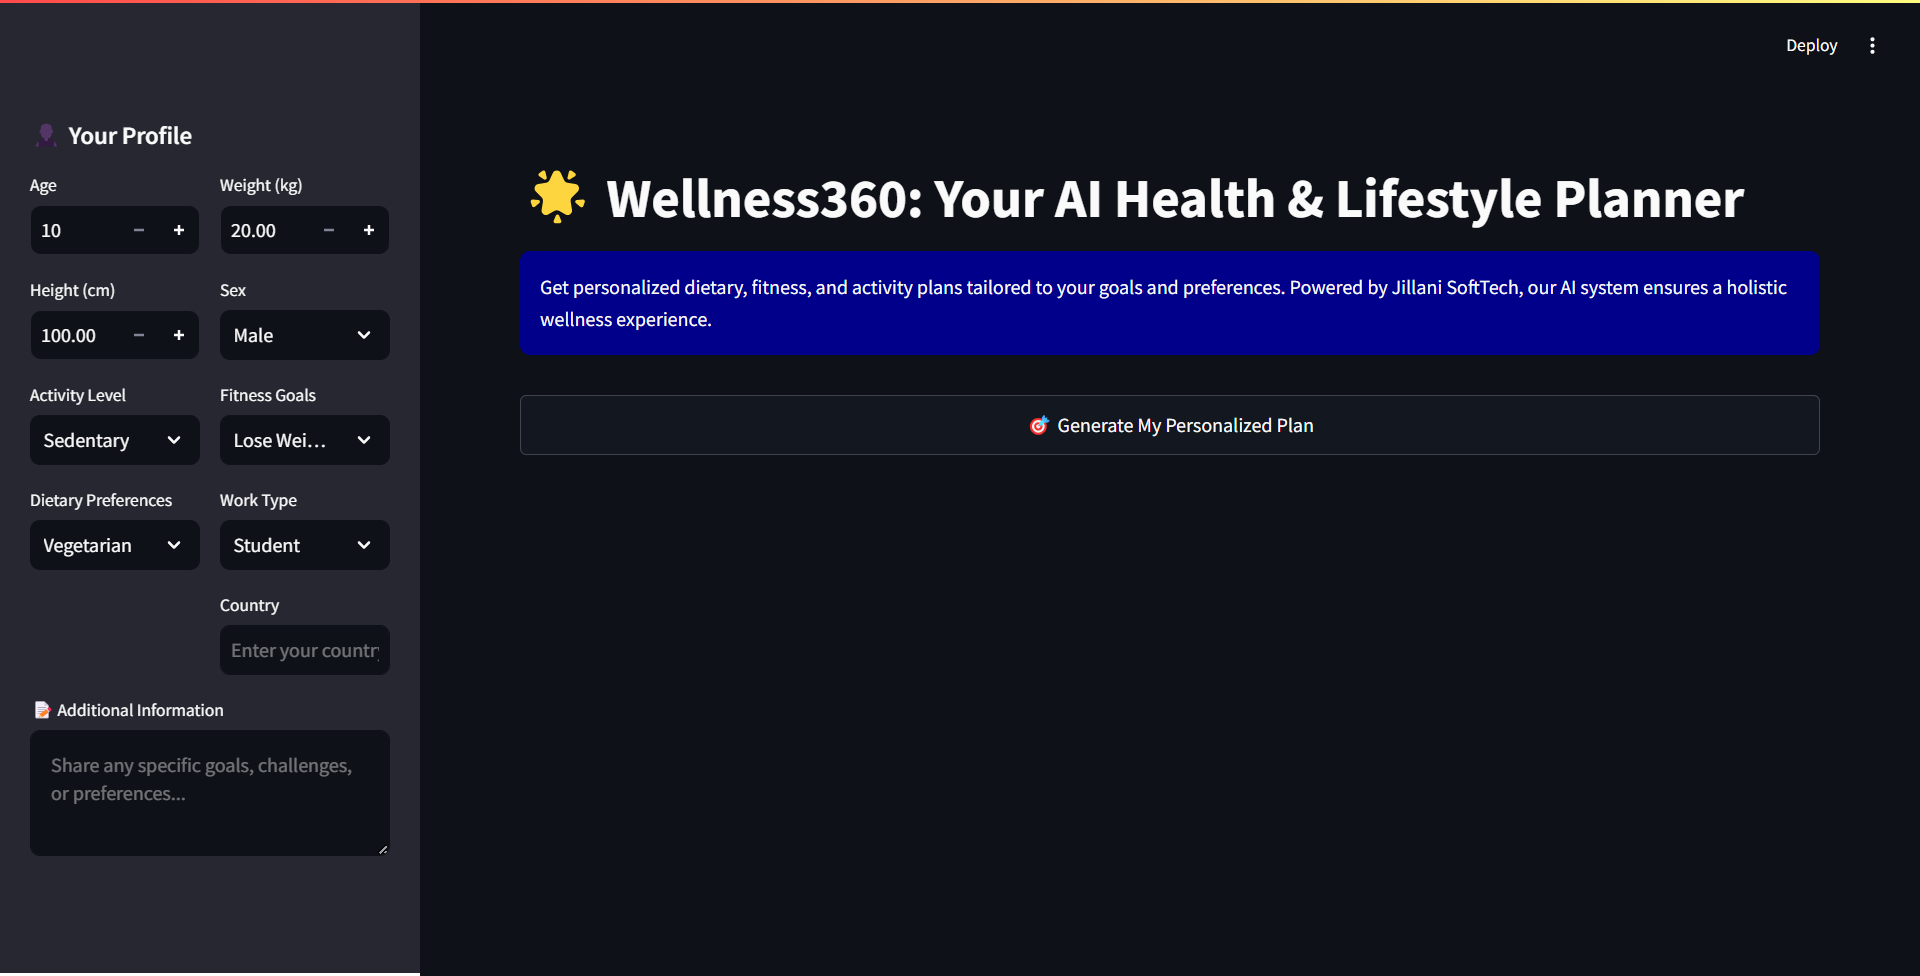 Deploy
Your Profile
Age
Weight (kg)
10
20.00
Height (cm)
Sex
100.00
Male
Activity Level
Fitness Goals
Sedentary
Lose Wei...
Dietary Preferences
Work Type
Vegetarian
Student
Country
Enter your country
Additional Information
Share any specific goals, challenges,
or preferences...
Wellness360: Your AI Health & Lifestyle Planner
Get personalized dietary, fitness, and activity plans tailored to your goals and preferences. Powered by Jillani SoftTech, our AI system ensures a holistic
wellness experience.
Generate My Personalized Plan